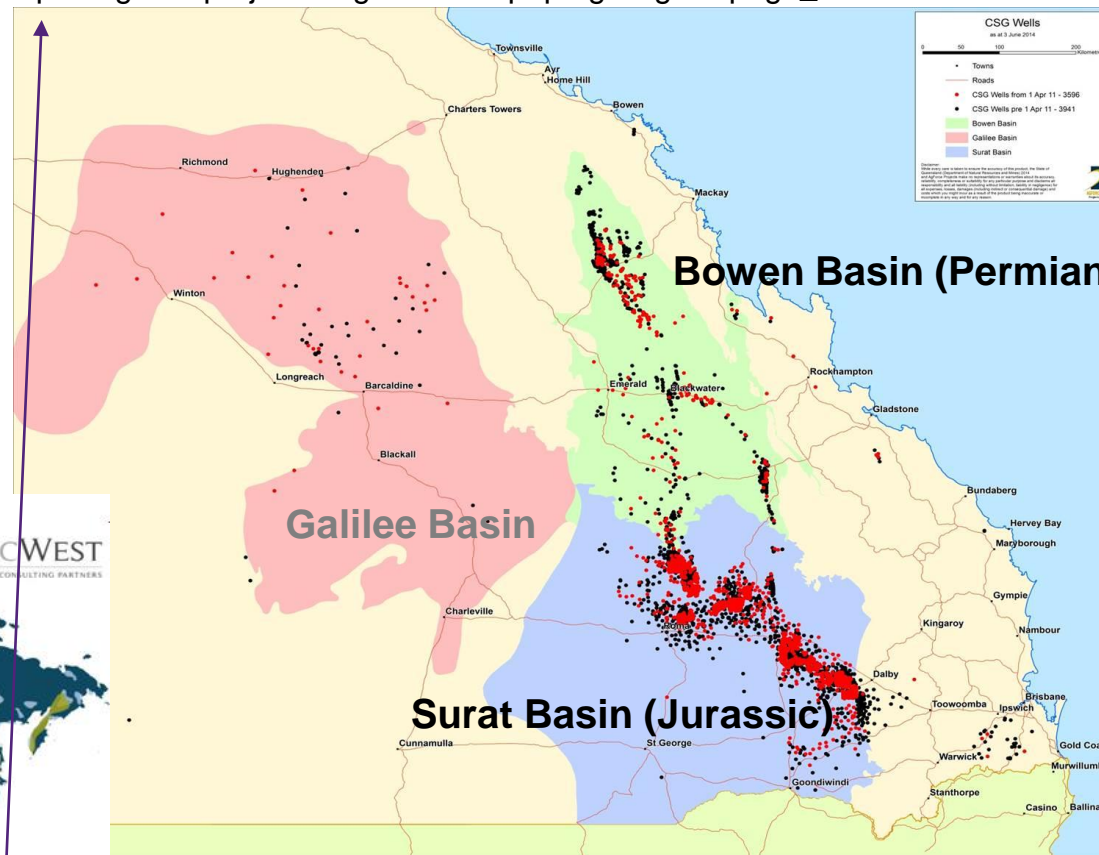 CSG Wells
as at 3 June 2014
0 50 100 200
Kilometr
Towns
Roads
CSG Wells from 1 Apr 11 - 3596
CSG Wells pre 1 Apr 11 - 3941
Bowen Basin
Galilee Basin
Surat Basin
Townsville
Ayr
Home Hill
Bowen
Charters Towers
Richmond
Hughenden
Mackay
Bowen Basin (Permian
Winton
Longreach
Barcaldine
Emerald
Blackwater
Rockhampton
Gladstone
Blackall
Bundaberg
Galilee Basin
Hervey Bay
Maryborough
CWEST
CONSULTING PARTNERS
Charleville
Roma
Gympie
Kingaroy
Nambour
Dalby
Surat Basin (Jurassic)
Toowoomba
Ipswich
Brisbane
Cunnamulla
St George
Warwick
Gold Coa
Murwillumb
Goondiwindi
Stanthorpe
Casino
Ballina